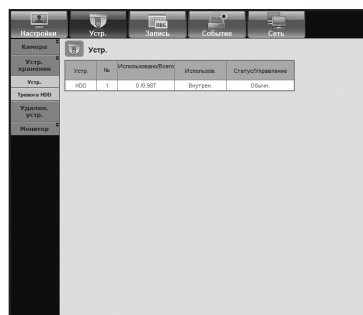 Настройки Устр. Запись Событие Сеть
REC
Камера
Устр. хранения
Устр.
Тревога HDD
Удален. устр.
Монитор
Устр.
Устр. № Использовано/Всего Использов. Статус/Управление
HDD 1 0 /0.98T Внутрен. Обычн.